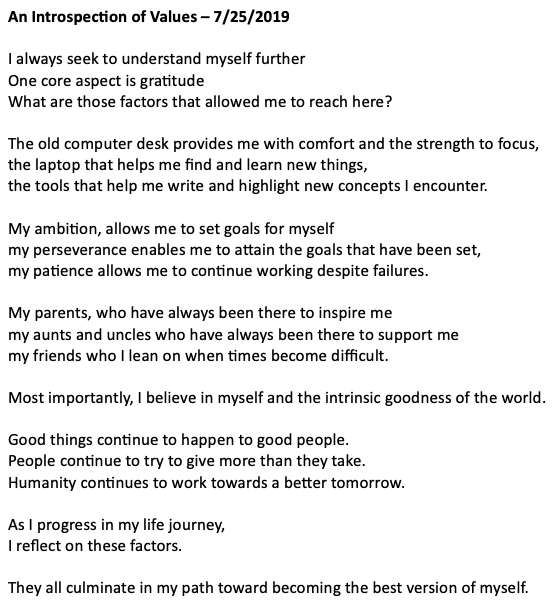 An Introspection of Values – 7/25/2019
I always seek to understand myself further
One core aspect is gratitude
What are those factors that allowed me to reach here?
The old computer desk provides me with comfort and the strength to focus,
the laptop that helps me find and learn new things,
the tools that help me write and highlight new concepts I encounter.
My ambition, allows me to set goals for myself
my perseverance enables me to attain the goals that have been set,
my patience allows me to continue working despite failures.
My parents, who have always been there to inspire me
my aunts and uncles who have always been there to support me
my friends who I lean on when times become difficult.
Most importantly, I believe in myself and the intrinsic goodness of the world.
Good things continue to happen to good people.
People continue to try to give more than they take.
Humanity continues to work towards a better tomorrow.
As I progress in my life journey,
I reflect on these factors.
They all culminate in my path toward becoming the best version of myself.